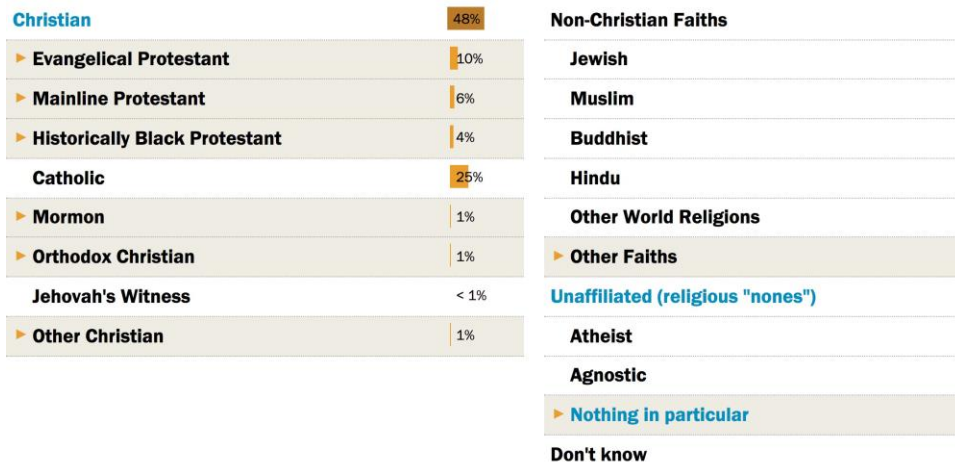 Christian 48%
Evangelical Protestant 10%
Mainline Protestant 6%
Historically Black Protestant 4%
Catholic 25%
Mormon 1%
Orthodox Christian 1%
Jehovah's Witness < 1%
Other Christian 1%
Non-Christian Faiths
Jewish
Muslim
Buddhist
Hindu
Other World Religions
Other Faiths
Unaffiliated (religious "nones")
Atheist
Agnostic
Nothing in particular
Don't know